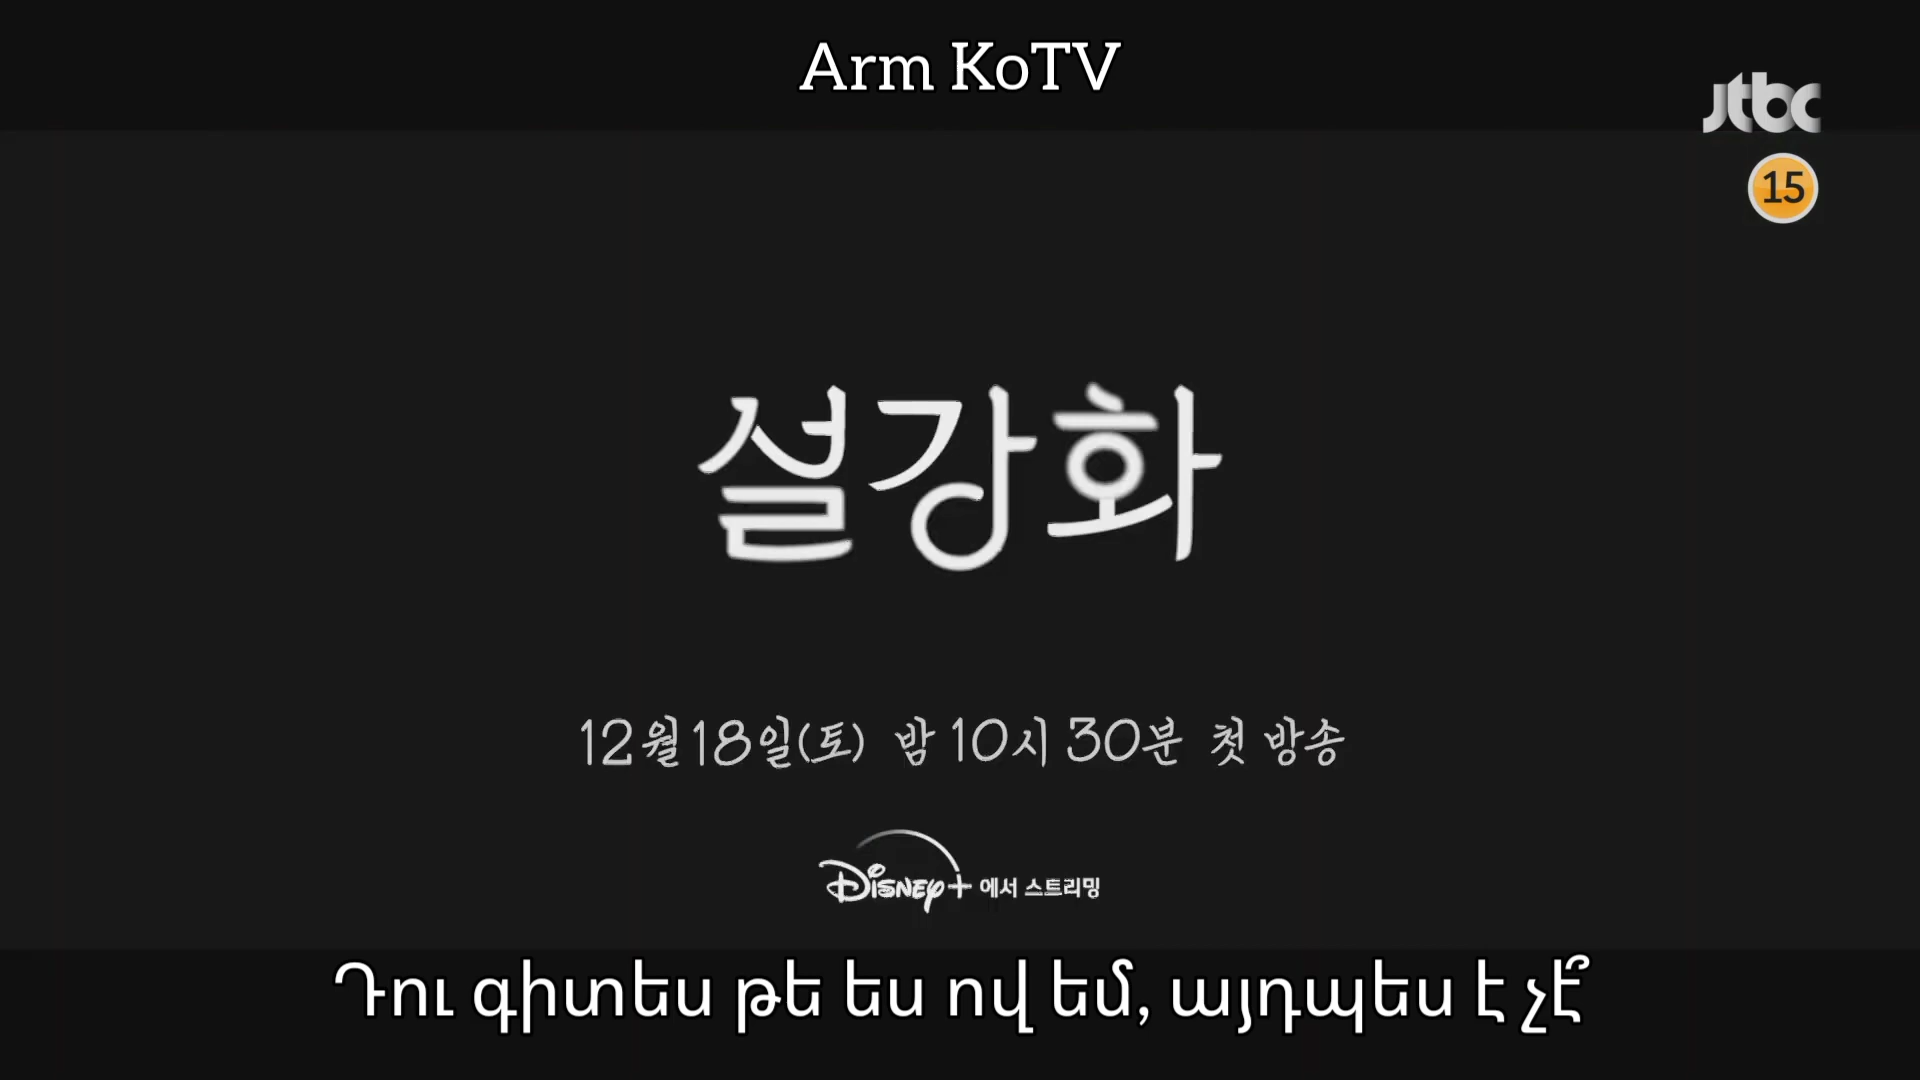 Arm KoTV
jtbc
15
설강화
12월 18일(토) 밤 10시 30분 첫 방송
Disney+ 에서 스트리밍
Դու գիտես թե ես ով եմ, այդպես է չէ՞